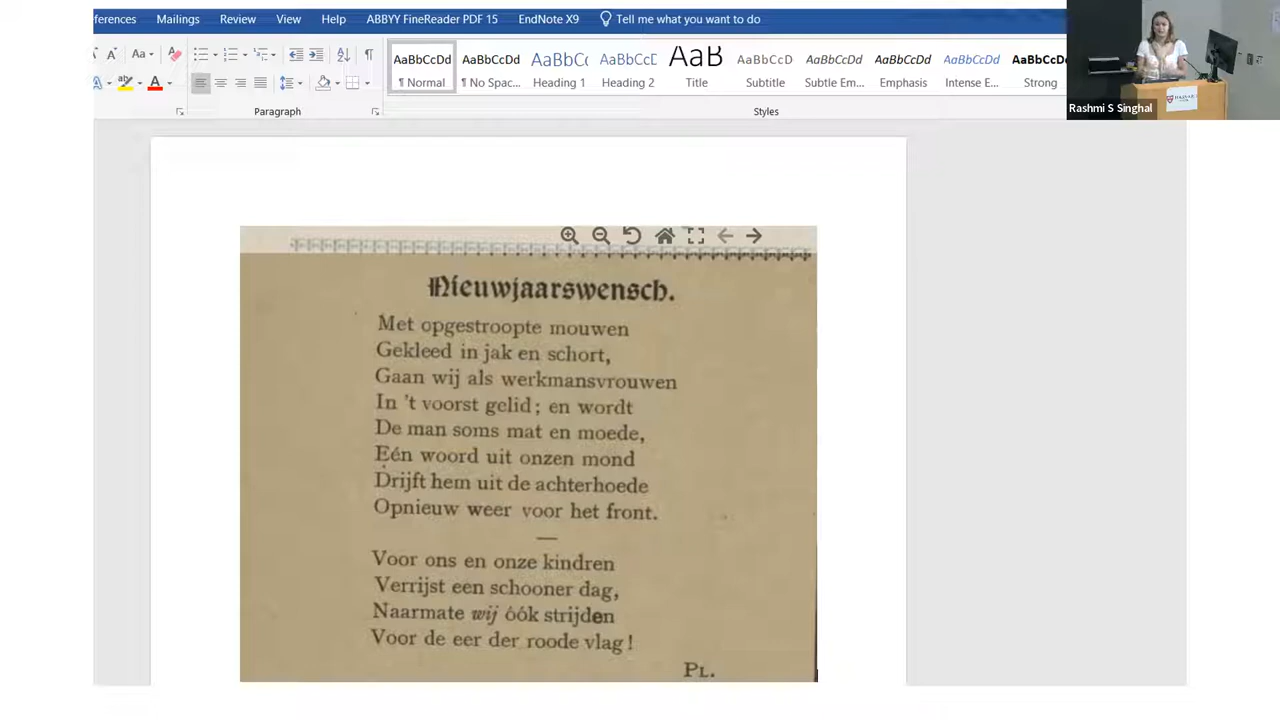 erences Mailings Review View Help ABBYY FineReader PDF 15 EndNote X9 Tell me what you want to do
Aa
AaBbCcDd AaBbCcDd AaBbCc AaBbCcD AaB AaBbCcD AaBbCcDd AaBbCcDd AaBbCcDd AaBbCcDd
¶ Normal ¶ No Spac... Heading 1 Heading 2 Title Subtitle Subtle Em... Emphasis Intense E... Strong
Paragraph Styles
Rashmi S Singhal
Nieuwjaarswensch.
Met opgestroopte mouwen
Gekleed in jak en schort,
Gaan wij als werkmansvrouwen
In 't voorst gelid; en wordt
De man soms mat en moede,
Eén woord uit onzen mond
Drijft hem uit de achterhoede
Opnieuw weer voor het front.
—
Voor ons en onze kindren
Verrijst een schooner dag,
Naarmate wij óók strijden
Voor de eer der roode vlag!
PL.